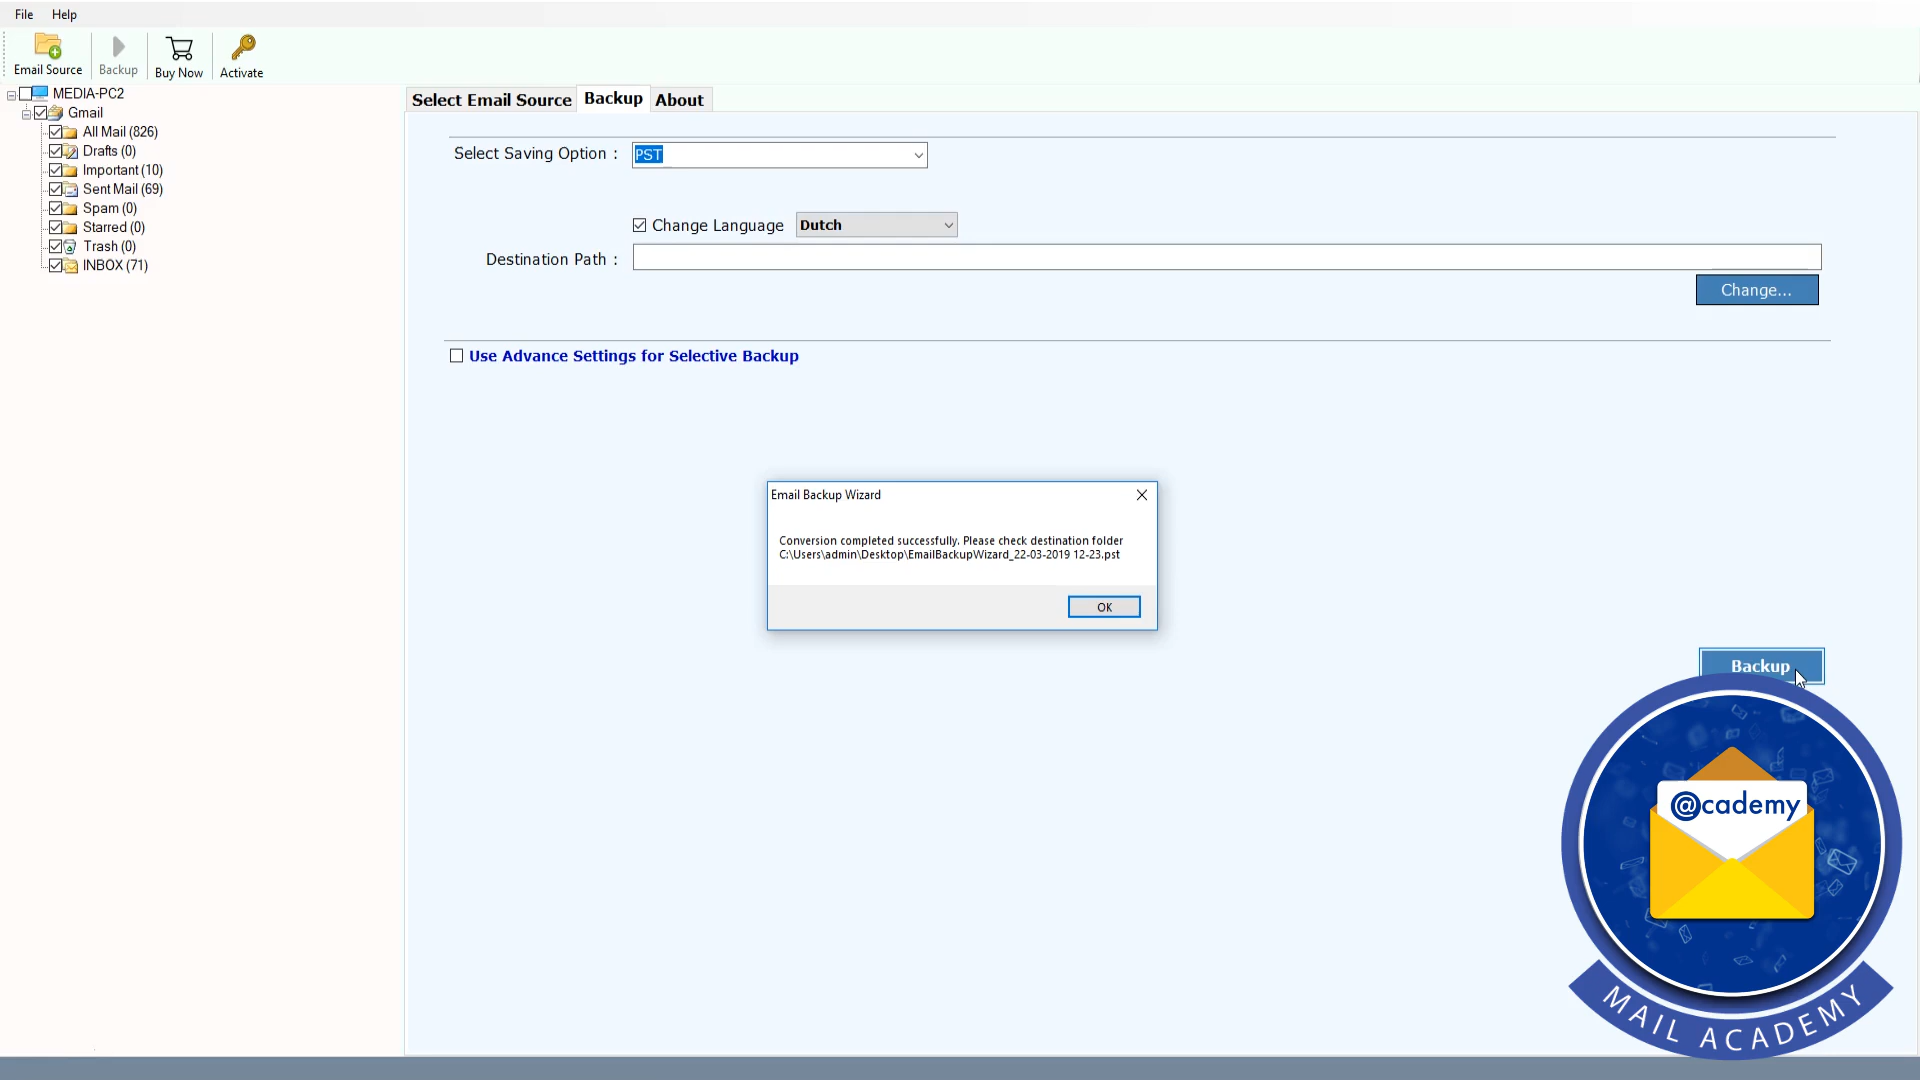 File Help
Email Source Backup Buy Now Activate
MEDIA-PC2
Gmail
All Mail (826)
Drafts (0)
Important (10)
Sent Mail (69)
Spam (0)
Starred (0)
Trash (0)
INBOX (71)
Select Email Source Backup About
Select Saving Option : PST
Change Language Dutch
Destination Path :
Change...
Use Advance Settings for Selective Backup
Email Backup Wizard
Conversion completed successfully. Please check destination folder
C:\Users\admin\Desktop\EmailBackupWizard_22-03-2019 12-23.pst
OK
Backup
@cademy
MAIL ACADEMY